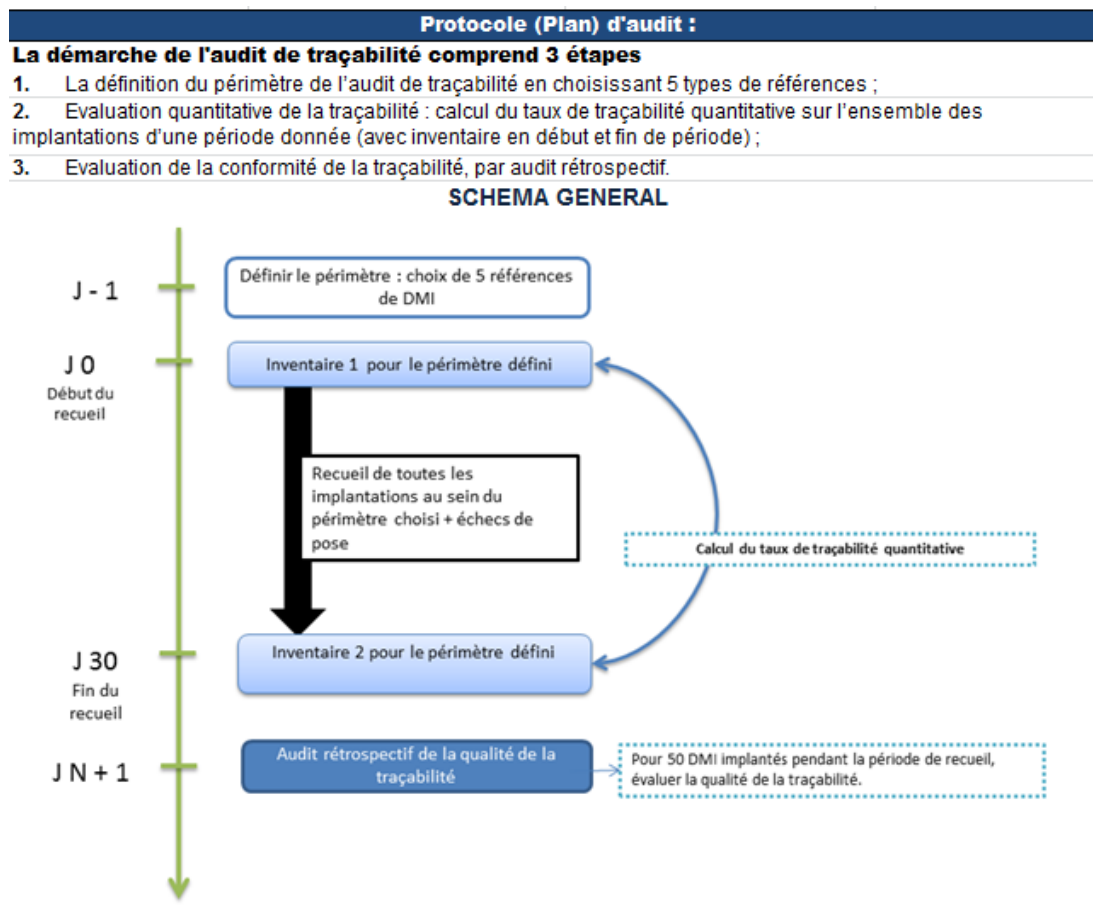 Protocole (Plan) d'audit :
La démarche de l'audit de traçabilité comprend 3 étapes
1. La définition du périmètre de l'audit de traçabilité en choisissant 5 types de références ;
2. Evaluation quantitative de la traçabilité : calcul du taux de traçabilité quantitative sur l'ensemble des
implantations d'une période donnée (avec inventaire en début et fin de période) ;
3. Evaluation de la conformité de la traçabilité, par audit rétrospectif.
SCHEMA GENERAL
J - 1
Définir le périmètre : choix de 5 références
de DMI
J 0
Début du
recueil
Inventaire 1 pour le périmètre défini
Recueil de toutes les
implantations au sein du
périmètre choisi + échecs de
pose
Calcul du taux de traçabilité quantitative
J 30
Fin du
recueil
Inventaire 2 pour le périmètre défini
J N + 1
Audit rétrospectif de la qualité de la
traçabilité
Pour 50 DMI implantés pendant la période de recueil,
évaluer la qualité de la traçabilité.